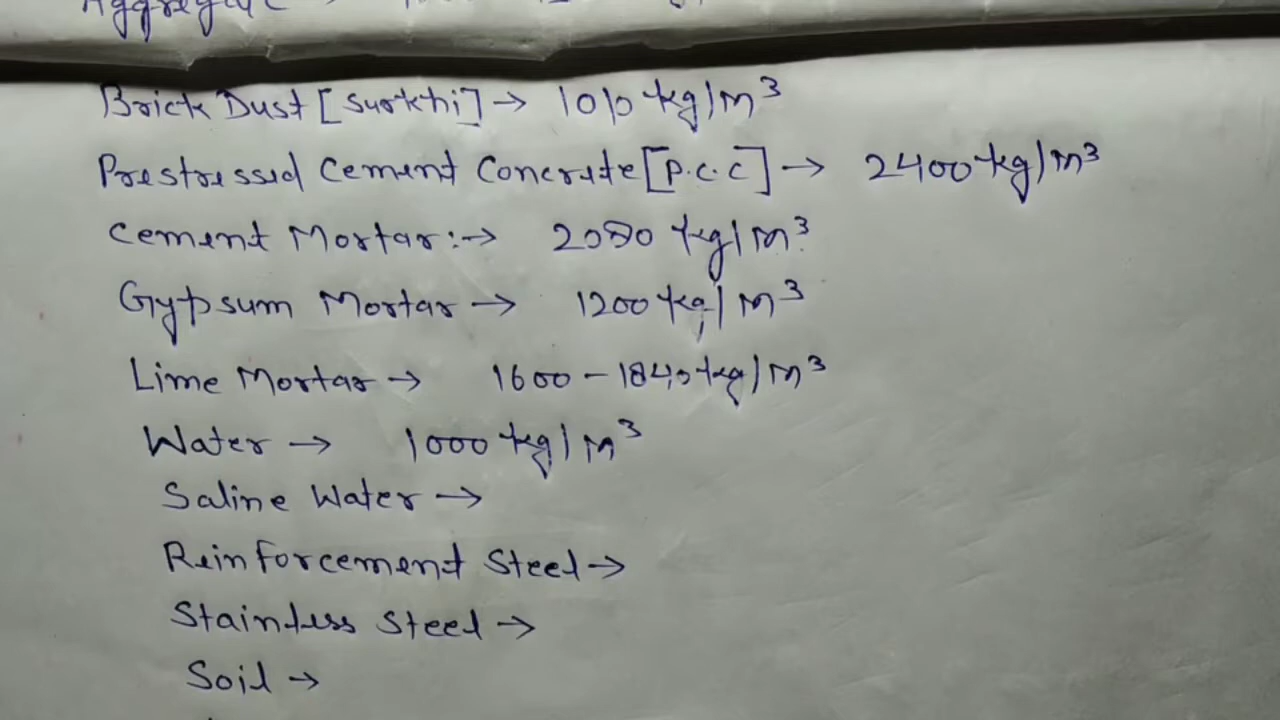 Aggregate →
Brick Dust [Surkhi] → 1010 kg/m³
Prestressed Cement Concrete [P.C.C] → 2400 kg/m³
Cement Mortar :→ 2080 kg/m³
Gypsum Mortar → 1200 kg/m³
Lime Mortar → 1600 - 1840 kg/m³
Water → 1000 kg/m³
Saline Water →
Reinforcement Steel →
Stainless Steel →
Soil →